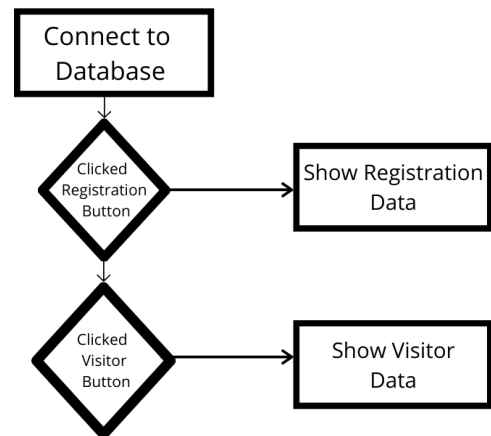 Connect to
Database
Clicked
Registration
Button
Show Registration
Data
Clicked
Visitor
Button
Show Visitor
Data